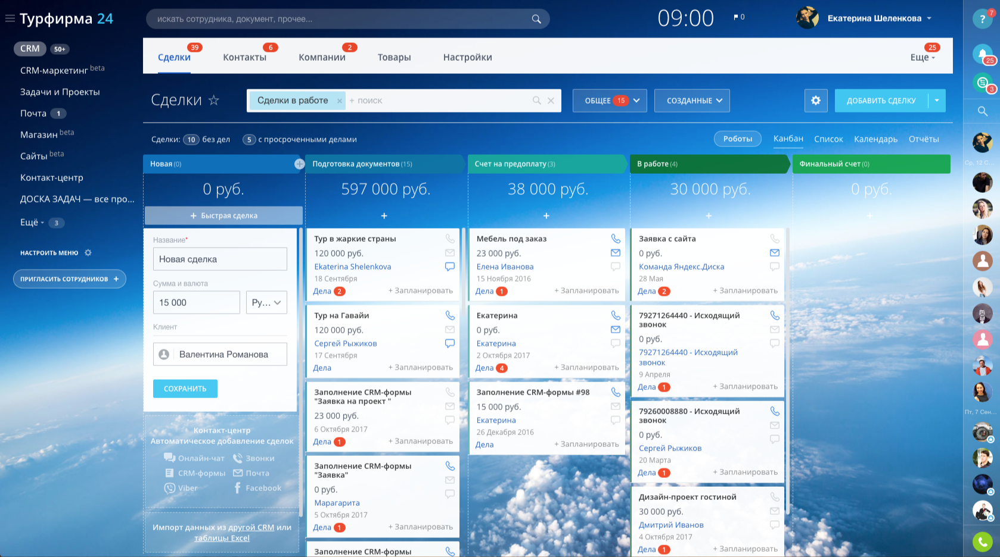 Турфирма 24
искать сотрудника, документ, прочее...
09:00
0
Екатерина Шеленкова
?
7
CRM 50+
CRM-маркетинг beta
Задачи и Проекты
Почта 1
Магазин beta
Сайты beta
Контакт-центр
ДОСКА ЗАДАЧ — все про...
Ещё 3
НАСТРОИТЬ МЕНЮ
ПРИГЛАСИТЬ СОТРУДНИКОВ +
Сделки 39
Контакты 6
Компании 2
Товары
Настройки
Еще 25
25
3
Сделки
Сделки в работе ×
+ поиск
ОБЩЕЕ 15
СОЗДАННЫЕ
ДОБАВИТЬ СДЕЛКУ
Сделки: 10 без дел 5 с просроченными делами
Роботы
Канбан
Список
Календарь
Отчёты
Новая (0)
0 руб.
+ Быстрая сделка
Название*
Новая сделка
Сумма и валюта
15 000
Ру...
Клиент
Валентина Романова
СОХРАНИТЬ
Контакт-центр
Автоматическое добавление сделок
Онлайн-чат
Звонки
CRM-формы
Почта
Viber
Facebook
Импорт данных из другой CRM или
таблицы Excel
Подготовка документов (15)
597 000 руб.
+
Тур в жаркие страны
120 000 руб.
Ekaterina Shelenkova
18 Сентября
Дела 2 + Запланировать
Тур на Гавайи
120 000 руб.
Сергей Рыжиков
17 Сентября
Дела + Запланировать
Заполнение CRM-формы
"Заявка на проект "
23 000 руб.
6 Октября 2017
Дела 1 + Запланировать
Заполнение CRM-формы
"Заявка"
0 руб.
Марагарита
5 Октября 2017
Дела 1 + Запланировать
Заполнение CRM-формы
Счет на предоплату (3)
38 000 руб.
+
Мебель под заказ
23 000 руб.
Елена Иванова
15 Ноября 2016
Дела 1 + Запланировать
Екатерина
0 руб.
Екатерина
2 Октября 2017
Дела 4 + Запланировать
Заполнение CRM-формы #98
15 000 руб.
Екатерина
26 Декабря 2016
Дела + Запланировать
В работе (4)
30 000 руб.
+
Заявка с сайта
0 руб.
Команда Яндекс.Диска
28 Мая
Дела 2 + Запланировать
79271264440 - Исходящий
звонок
0 руб.
79271264440 - Исходящий
звонок
9 Апреля
Дела 1 + Запланировать
79260008880 - Исходящий
звонок
0 руб.
Сергей Рыжиков
20 Марта
Дела 1 + Запланировать
Дизайн-проект гостиной
30 000 руб.
Дмитрий Иванов
4 Октября 2017
Дела 1 + Запланировать
Финальный счет (0)
0 руб.
+
Ср, 12 С...
Пт, 7 Сен...